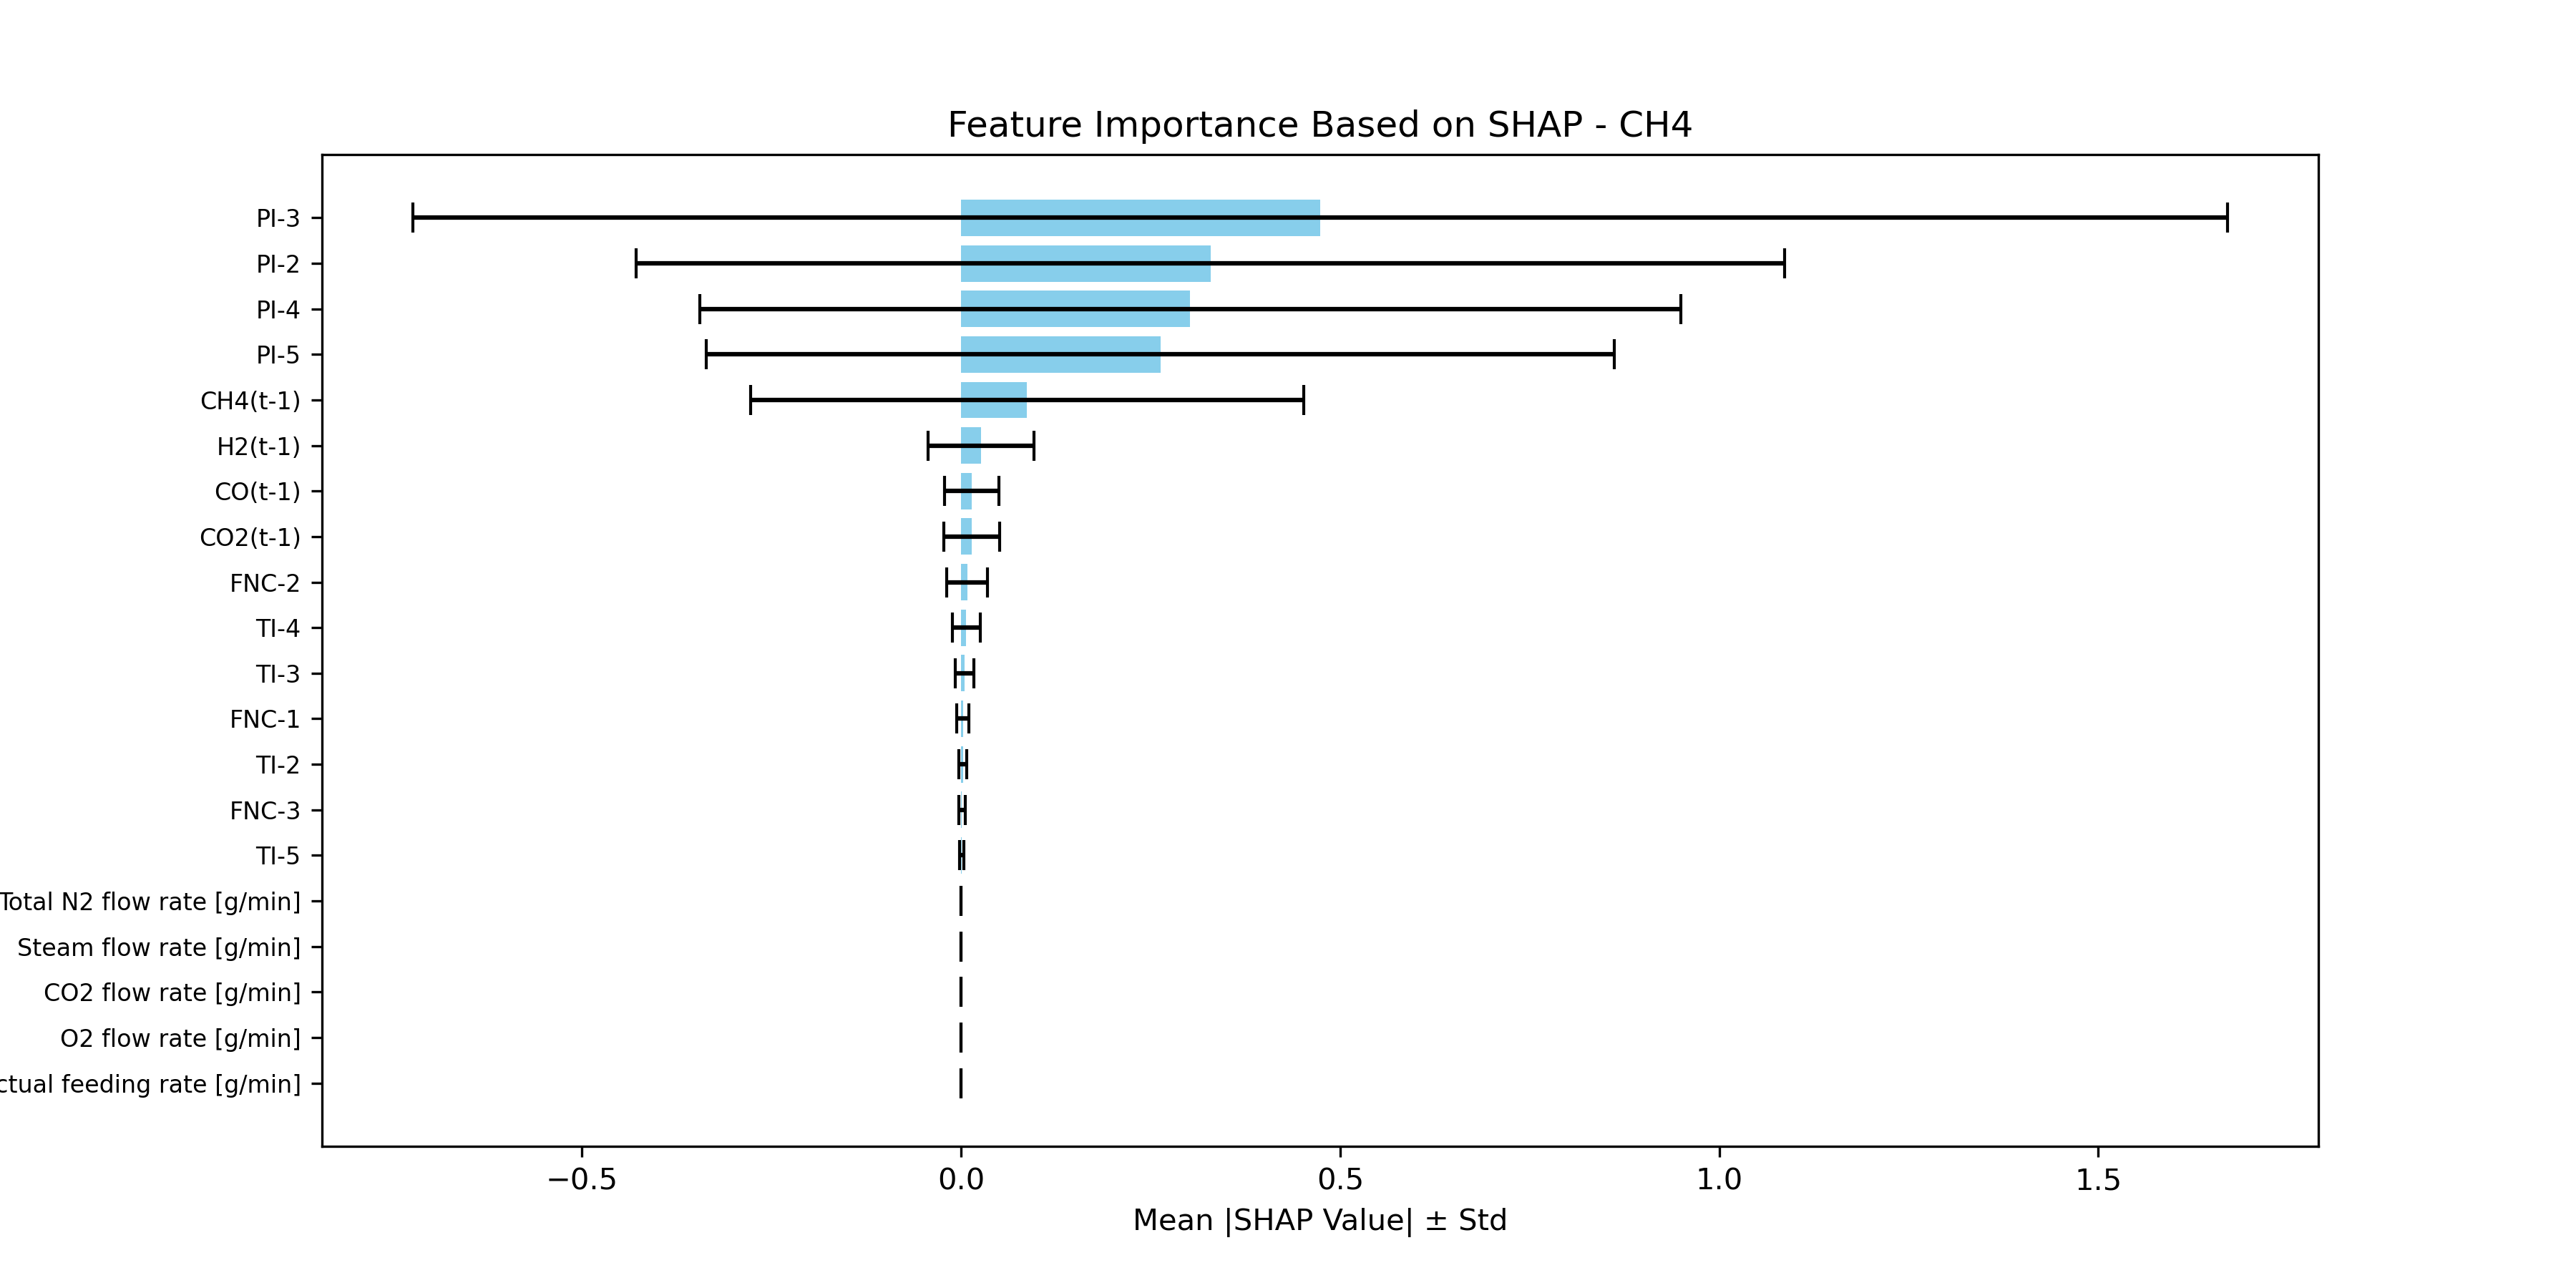 Feature Importance Based on SHAP - CH4
PI-3
PI-2
PI-4
PI-5
CH4(t-1)
H2(t-1)
CO(t-1)
CO2(t-1)
FNC-2
TI-4
TI-3
FNC-1
TI-2
FNC-3
TI-5
Total N2 flow rate [g/min]
Steam flow rate [g/min]
CO2 flow rate [g/min]
O2 flow rate [g/min]
ctual feeding rate [g/min]
−0.5 0.0 0.5 1.0 1.5
Mean |SHAP Value| ± Std